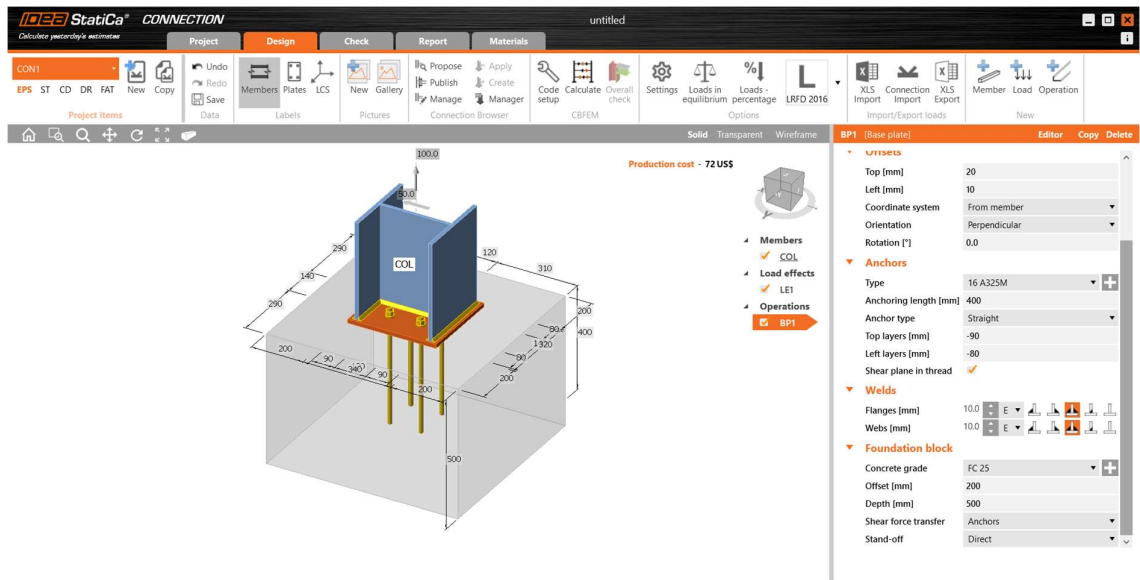 IDEA StatiCa® CONNECTION
untitled
Calculate yesterday's estimates
Project Design Check Report Materials
CON1
EPS ST CD DR FAT
New Copy
Project items
Undo
Redo
Save
Data
Members Plates LCS
Labels
New Gallery
Pictures
Propose Apply
Publish Create
Manage Manager
Connection Browser
Code setup Calculate Overall check
CBFEM
Settings Loads in equilibrium Loads - percentage LRFD 2016
Options
XLS Import Connection Import XLS Export
Import/Export loads
Member Load Operation
New
Solid Transparent Wireframe
BP1 [Base plate] Editor Copy Delete
Production cost - 72 US$
100.0
50.0
COL
290
140
290
120
310
200
400
80
320
80
200
200
90
340
90
200
500
Members
COL
Load effects
LE1
Operations
BP1
Offsets
Top [mm] 20
Left [mm] 10
Coordinate system From member
Orientation Perpendicular
Rotation [°] 0.0
Anchors
Type 16 A325M
Anchoring length [mm] 400
Anchor type Straight
Top layers [mm] -90
Left layers [mm] -80
Shear plane in thread
Welds
Flanges [mm] 10.0 E
Webs [mm] 10.0 E
Foundation block
Concrete grade FC 25
Offset [mm] 200
Depth [mm] 500
Shear force transfer Anchors
Stand-off Direct